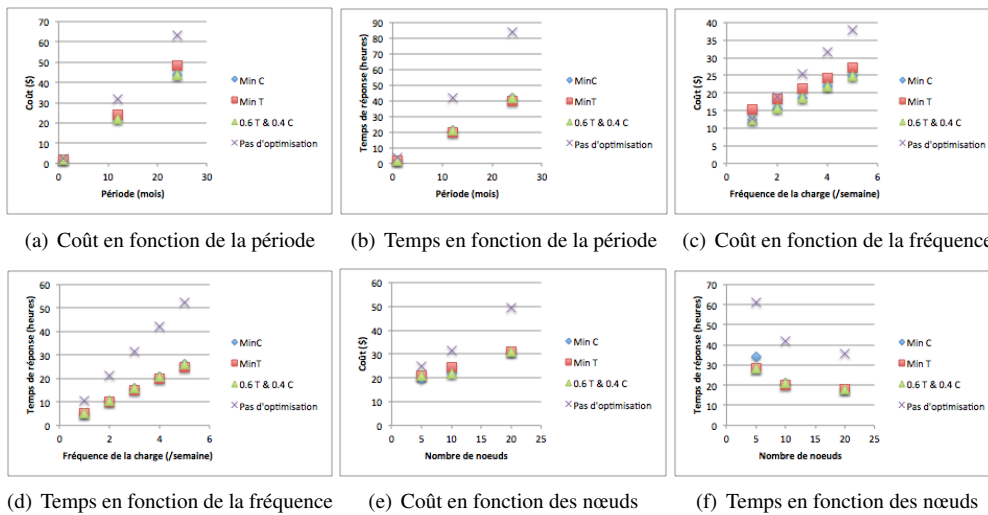 70
60
50
40
30
20
10
0
Coût ($)
0 10 20 30
Période (mois)
Min C
Min T
0.6 T & 0.4 C
Pas d'optimisation
(a) Coût en fonction de la période
90
80
70
60
50
40
30
20
10
0
Temps de réponse (heures)
0 10 20 30
Période (mois)
MinC
MinT
0.6 T & 0.4 C
Pas d'optimisation
(b) Temps en fonction de la période
40
35
30
25
20
15
10
5
0
Coût ($)
0 2 4 6
Fréquence de la charge (/semaine)
Min C
Min T
0.6 T & 0.4 C
Pas d'optimisation
(c) Coût en fonction de la fréquence
60
50
40
30
20
10
0
Temps de réponse (heures)
0 2 4 6
Fréquence de la charge (/semaine)
MinC
MinT
0.6 T & 0.4 C
Pas d'optimisation
(d) Temps en fonction de la fréquence
60
50
40
30
20
10
0
Coût ($)
0 5 10 15 20 25
Nombre de noeuds
Min C
Min T
0.6 T & 0.4 C
Pas d'optimisation
(e) Coût en fonction des nœuds
70
60
50
40
30
20
10
0
Temps de réponse (heures)
0 5 10 15 20 25
Nombre de noeuds
Min C
Min T
0.6 T & 0.4 C
Pas d'optimisation
(f) Temps en fonction des nœuds